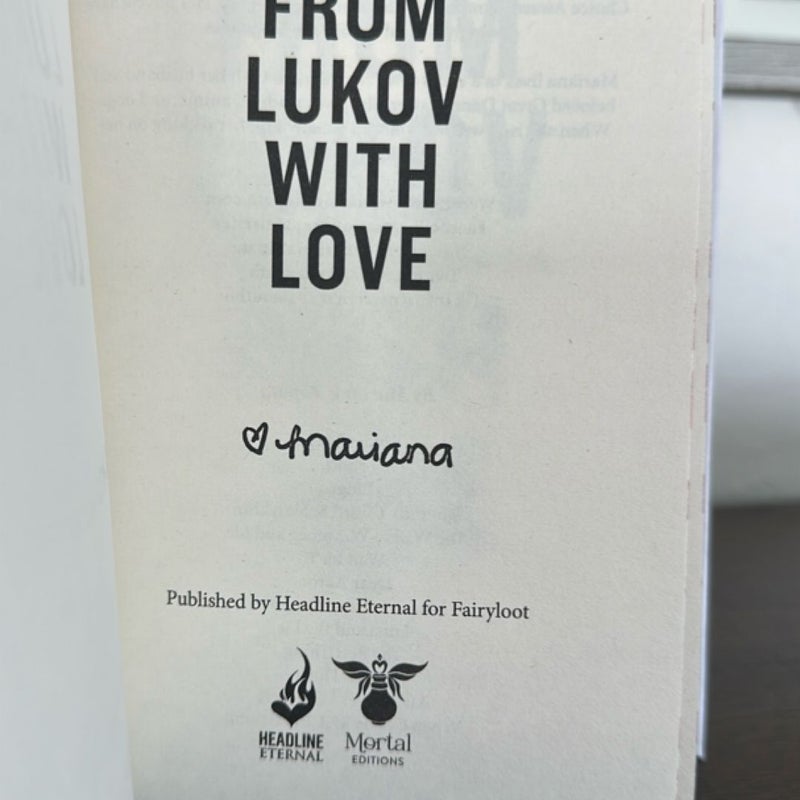 FROM
LUKOV
WITH
LOVE
♡ Mariana
Published by Headline Eternal for Fairyloot
HEADLINE
ETERNAL
Mortal
EDITIONS